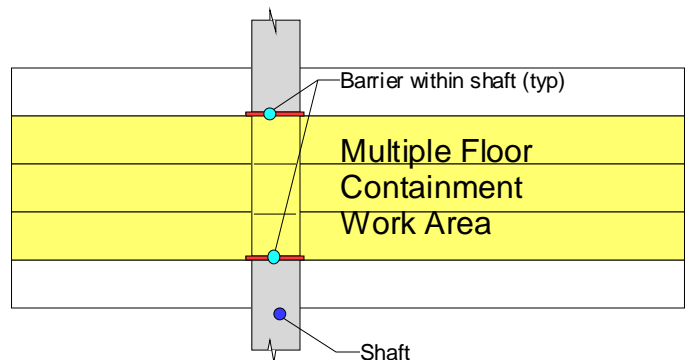 Barrier within shaft (typ)
Multiple Floor
Containment
Work Area
Shaft